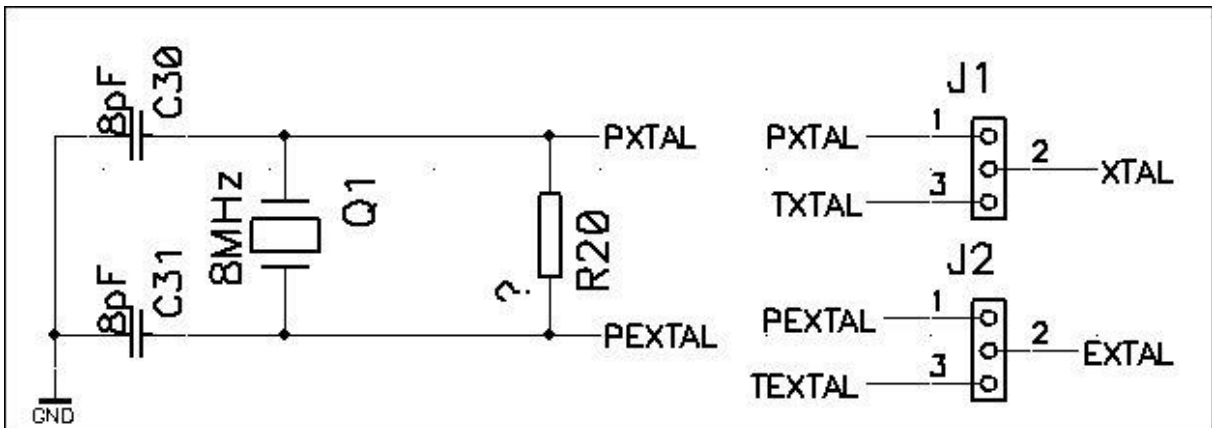 8pF
C30
PXTAL
8MHz
Q1
?
R20
8pF
C31
PEXTAL
GND
J1
PXTAL 1
2 XTAL
TXTAL 3
J2
PEXTAL 1
2 EXTAL
TEXTAL 3